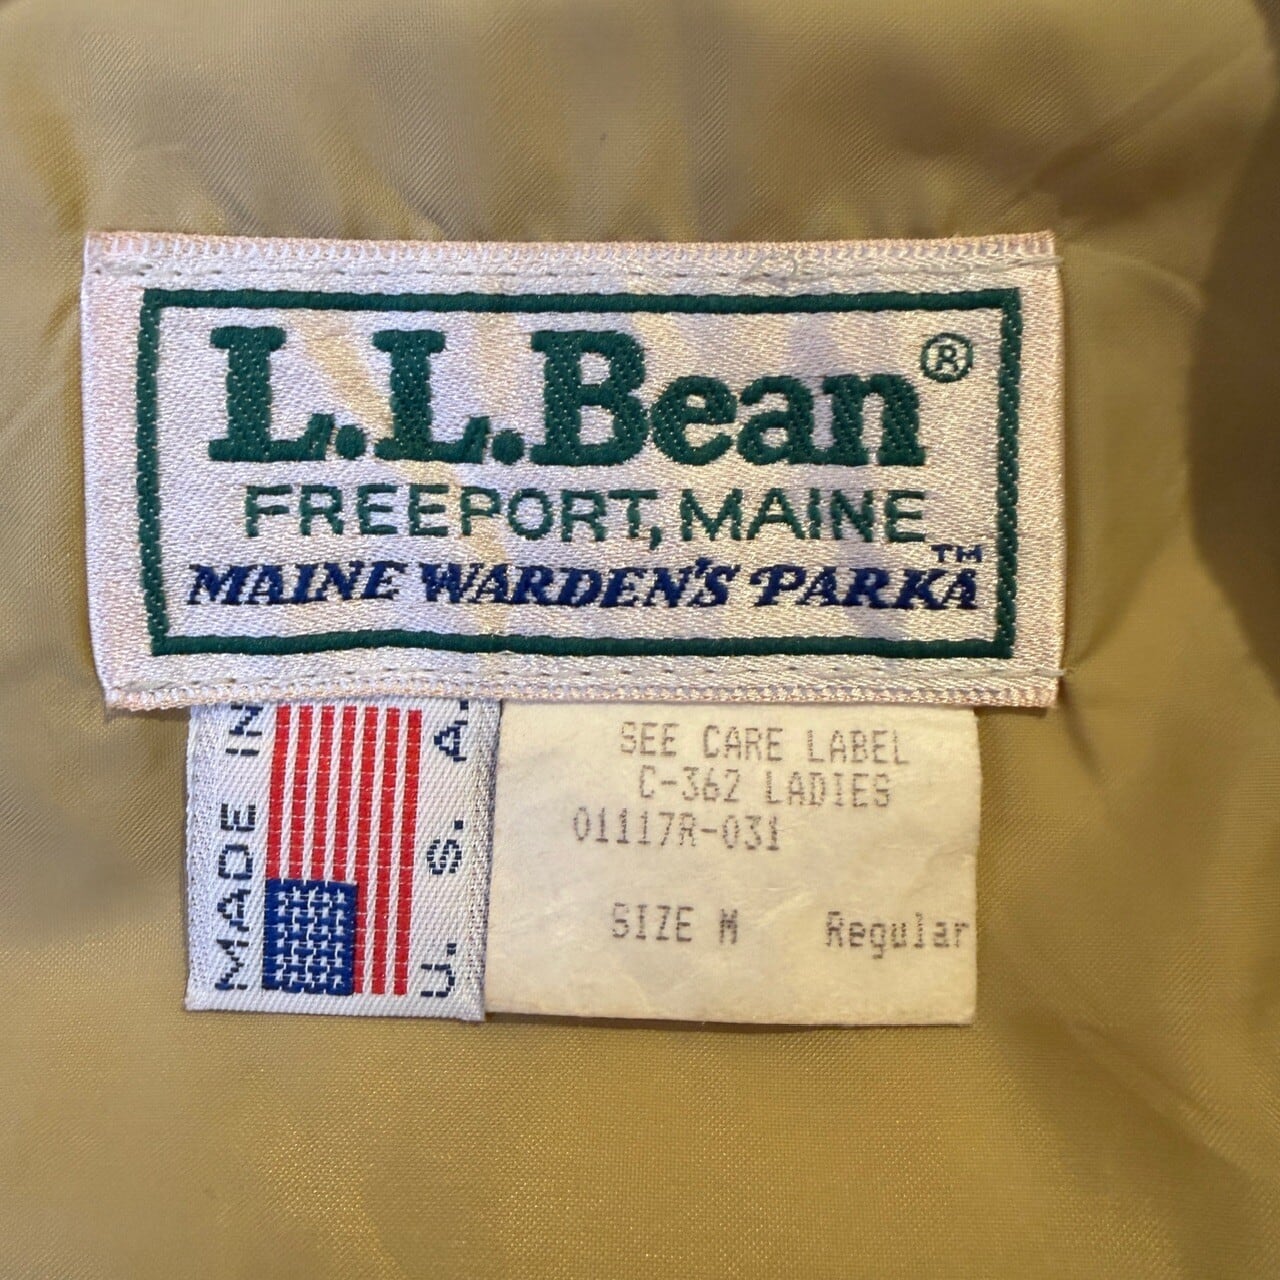 L.L.Bean®
FREEPORT, MAINE
MAINE WARDEN'S PARKA™
MADE IN
U. S. A.
SEE CARE LABEL
C-362 LADIES
01117R-031
SIZE M Regular